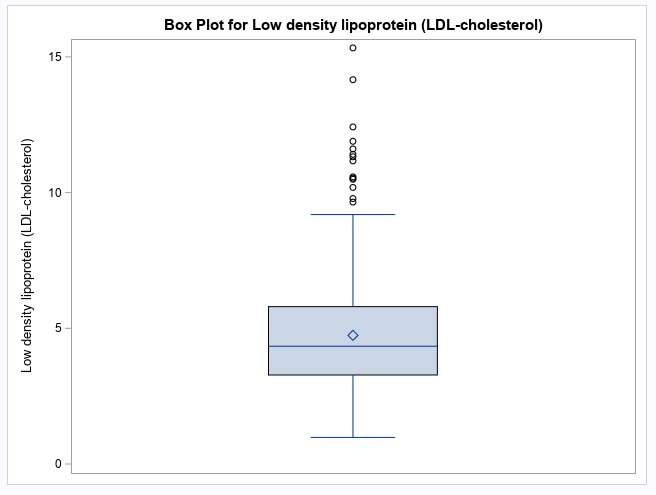 Box Plot for Low density lipoprotein (LDL-cholesterol)
15
10
5
0
Low density lipoprotein (LDL-cholesterol)